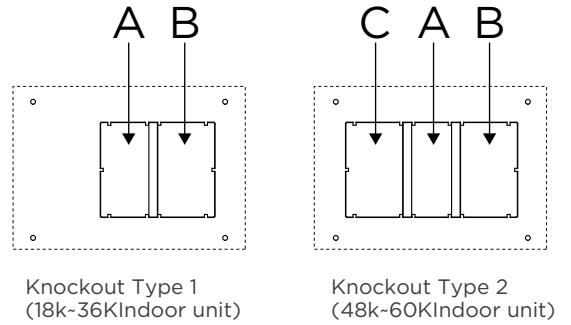 A B
C A B
Knockout Type 1
(18k~36KIndoor unit)
Knockout Type 2
(48k~60KIndoor unit)